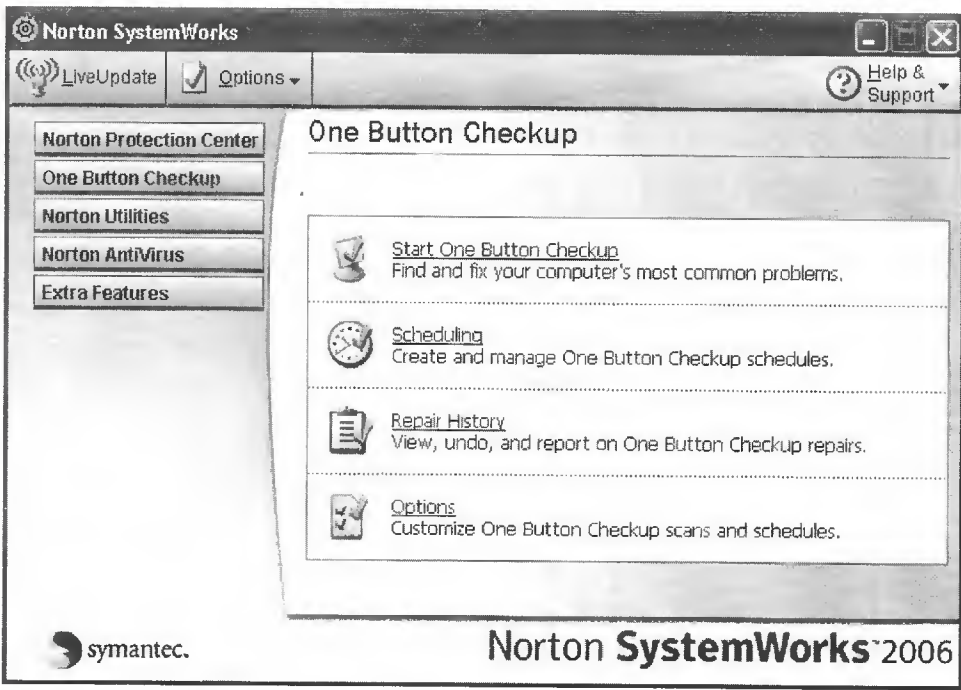 Norton SystemWorks
LiveUpdate
Options
Help & Support
Norton Protection Center
One Button Checkup
Norton Utilities
Norton AntiVirus
Extra Features
One Button Checkup
Start One Button Checkup
Find and fix your computer's most common problems.
Scheduling
Create and manage One Button Checkup schedules.
Repair History
View, undo, and report on One Button Checkup repairs.
Options
Customize One Button Checkup scans and schedules.
symantec.
Norton SystemWorks™2006